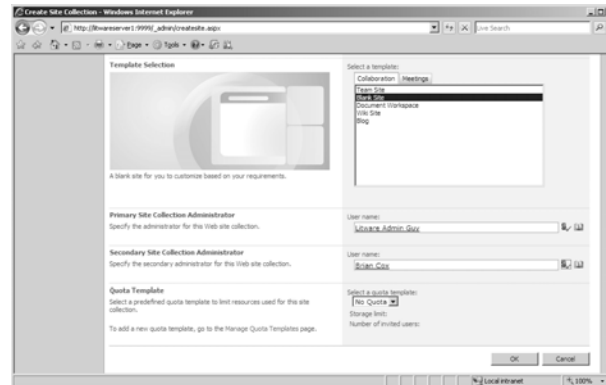 Create Site Collection - Windows Internet Explorer
http://litwareserver1:9999/_admin/createsite.aspx
Live Search
Page
Tools
Template Selection
A blank site for you to customize based on your requirements.
Select a template:
Collaboration Meetings
Team Site
Blank Site
Document Workspace
Wiki Site
Blog
Primary Site Collection Administrator
Specify the administrator for this Web site collection.
User name:
Litware Admin Guy
Secondary Site Collection Administrator
Specify the secondary administrator for this Web site collection.
User name:
Brian Cox
Quota Template
Select a predefined quota template to limit resources used for this site
collection.
To add a new quota template, go to the Manage Quota Templates page.
Select a quota template:
No Quota
Storage limit:
Number of invited users:
OK Cancel
Local intranet 100%